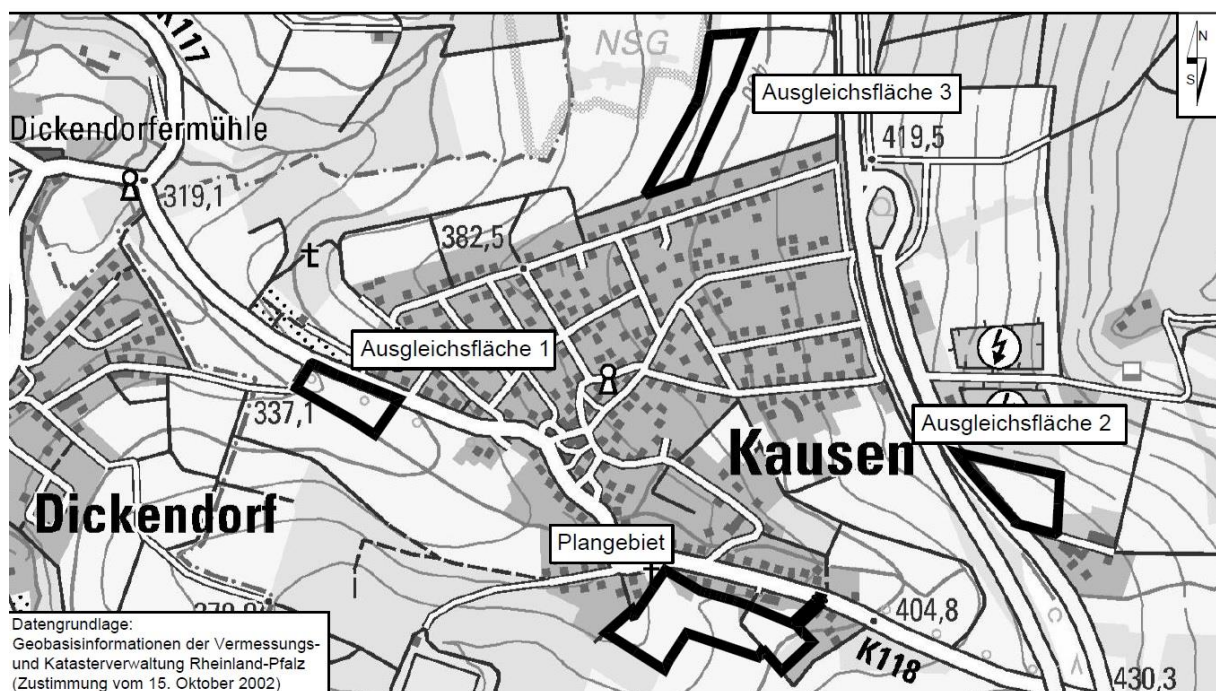 K117
NSG
N
S
Ausgleichsfläche 3
Dickendorfermühle
419,5
319,1
382,5
Ausgleichsfläche 1
337,1
Ausgleichsfläche 2
Kausen
Dickendorf
Plangebiet
404,8
K118
430,3
Datengrundlage:
Geobasisinformationen der Vermessungs-
und Katasterverwaltung Rheinland-Pfalz
(Zustimmung vom 15. Oktober 2002)